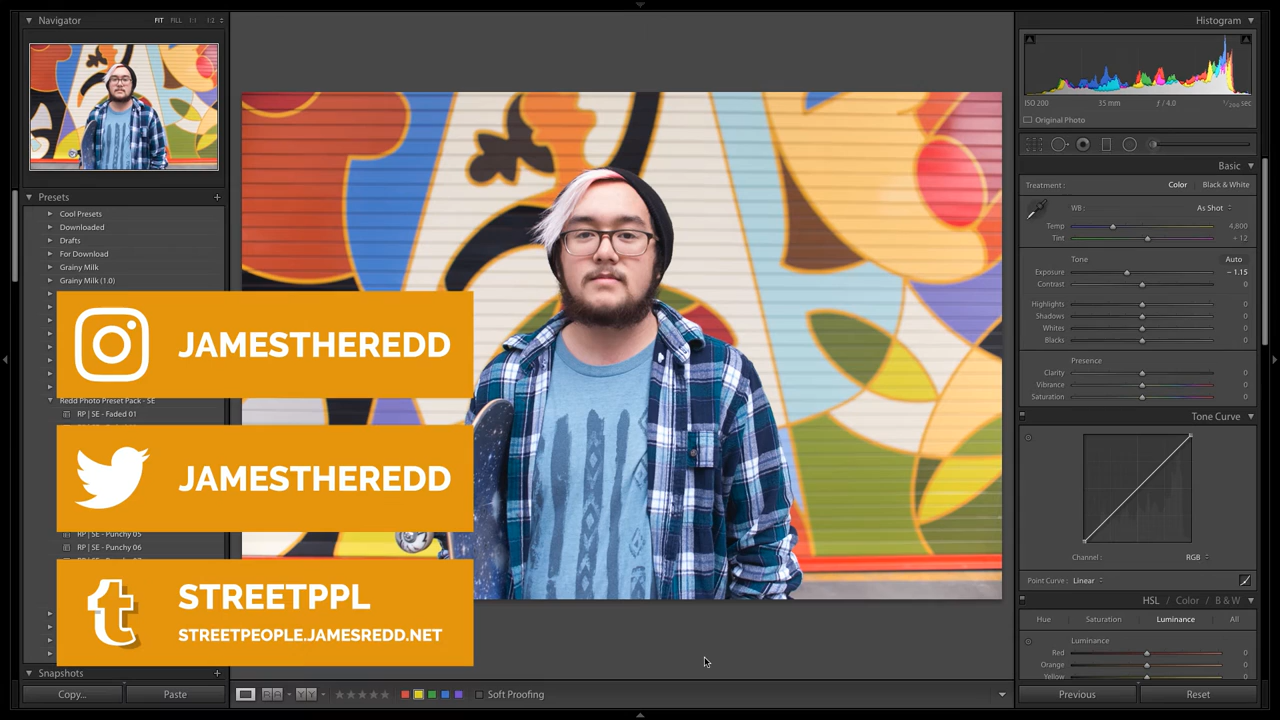 Navigator
FIT FILL 1:1 1:2
Presets
Cool Presets
Downloaded
Drafts
For Download
Grainy Milk
Grainy Milk (1.0)
JAMESTHEREDD
Redd Photo Preset Pack - SE
RP | SE - Faded 01
JAMESTHEREDD
RP | SE - Punchy 05
RP | SE - Punchy 06
STREETPPL
STREETPEOPLE.JAMESREDD.NET
Snapshots
Copy...
Paste
Soft Proofing
Histogram
ISO 200 35 mm ƒ / 4.0 1/200 sec
Original Photo
Basic
Treatment : Color Black & White
WB : As Shot
Temp 4,800
Tint + 12
Tone Auto
Exposure − 1.15
Contrast 0
Highlights 0
Shadows 0
Whites 0
Blacks 0
Presence
Clarity 0
Vibrance 0
Saturation 0
Tone Curve
Channel : RGB
Point Curve : Linear
HSL / Color / B & W
Hue Saturation Luminance All
Luminance
Red 0
Orange 0
Yellow 0
Previous
Reset